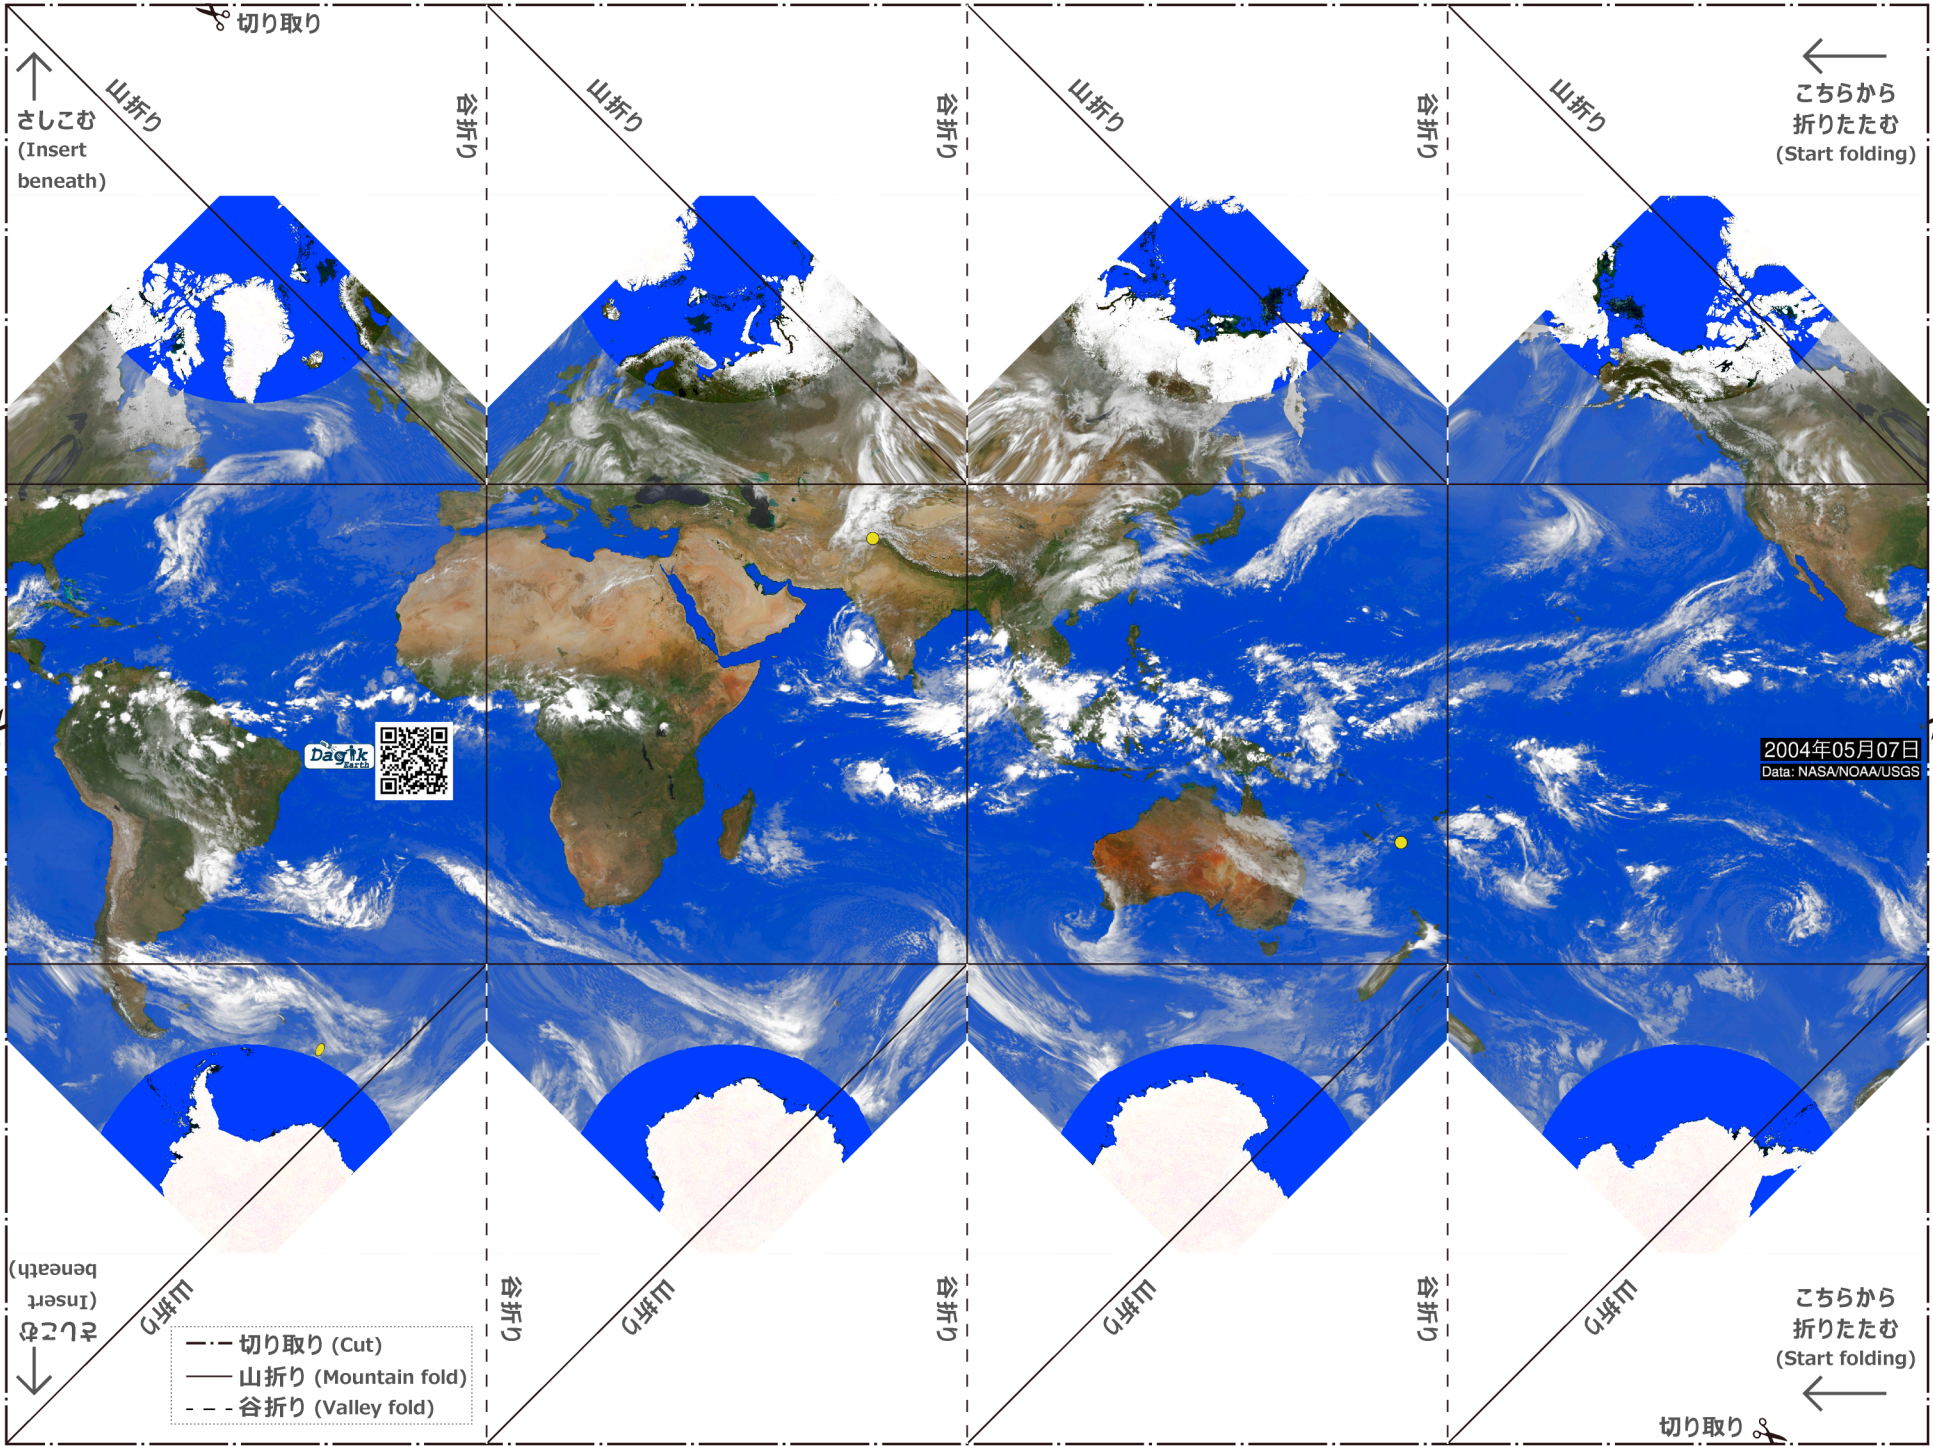 切り取り
山折り
谷折り
山折り
谷折り
山折り
谷折り
山折り
さしこむ
(Insert
beneath)
こちらから
折りたたむ
(Start folding)
Dagik
Earth
2004年05月07日
Data: NASA/NOAA/USGS
さしこむ
(Insert
beneath)
山折り
谷折り
山折り
谷折り
山折り
谷折り
山折り
こちらから
折りたたむ
(Start folding)
切り取り (Cut)
山折り (Mountain fold)
谷折り (Valley fold)
切り取り